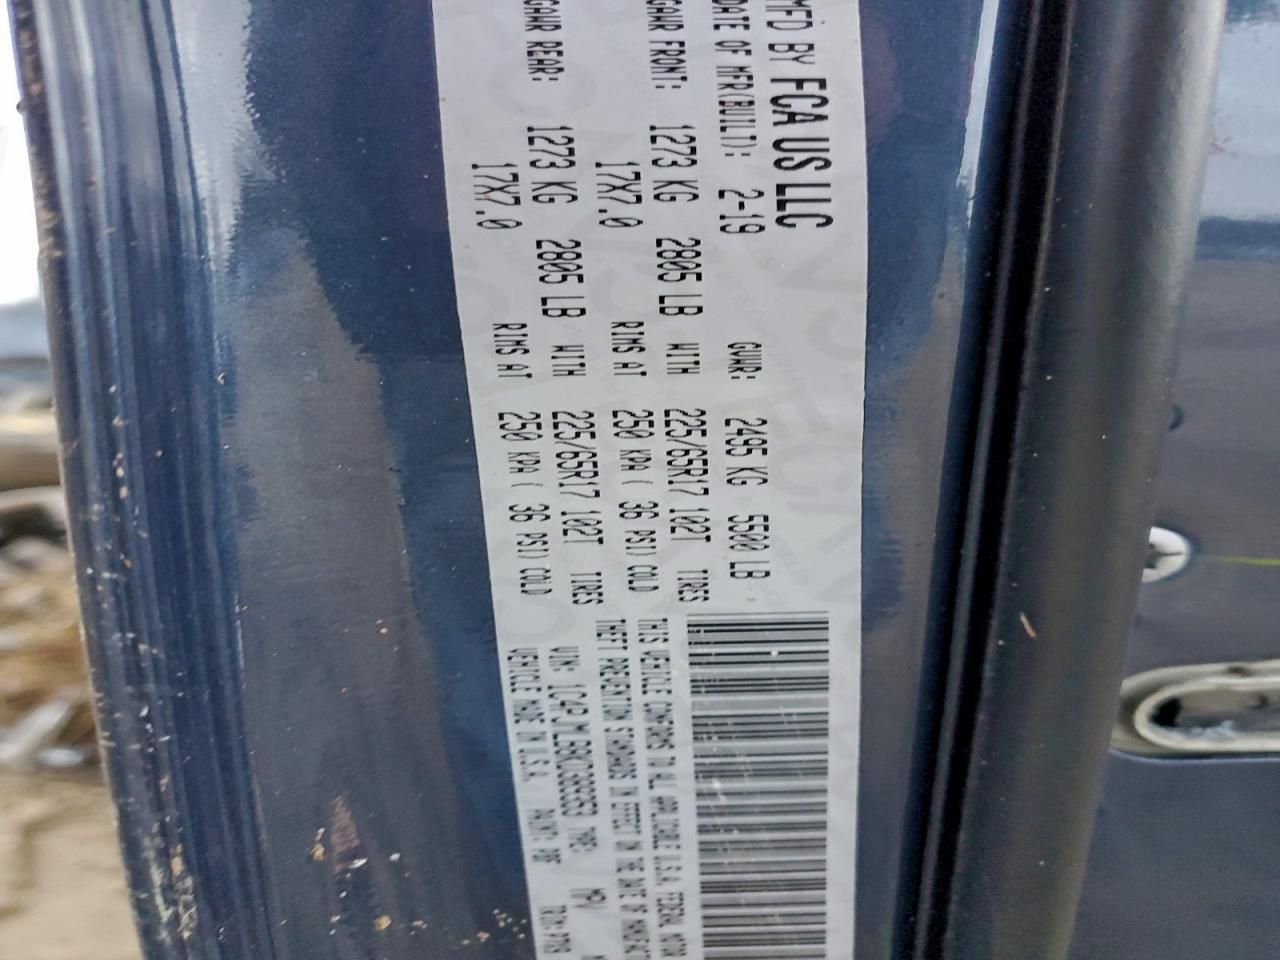 MFD BY FCA US LLC
DATE OF MFR(BUILT): 2-19 GVWR: 2495 KG 5500 LB
GAWR FRONT: 1273 KG 2805 LB WITH 225/65R17 102T TIRES
17X7.0 RIMS AT 250 KPA ( 36 PSI) COLD
GAWR REAR: 1273 KG 2805 LB WITH 225/65R17 102T TIRES
17X7.0 RIMS AT 250 KPA ( 36 PSI) COLD
THIS VEHICLE CONFORMS TO ALL APPLICABLE U.S.A. FEDERAL MOTOR
THEFT PREVENTION STANDARDS IN EFFECT ON THE DATE OF
VIN: TYPE: MPV
VEHICLE MADE IN U.S.A. PAINT: PBF TRIM: